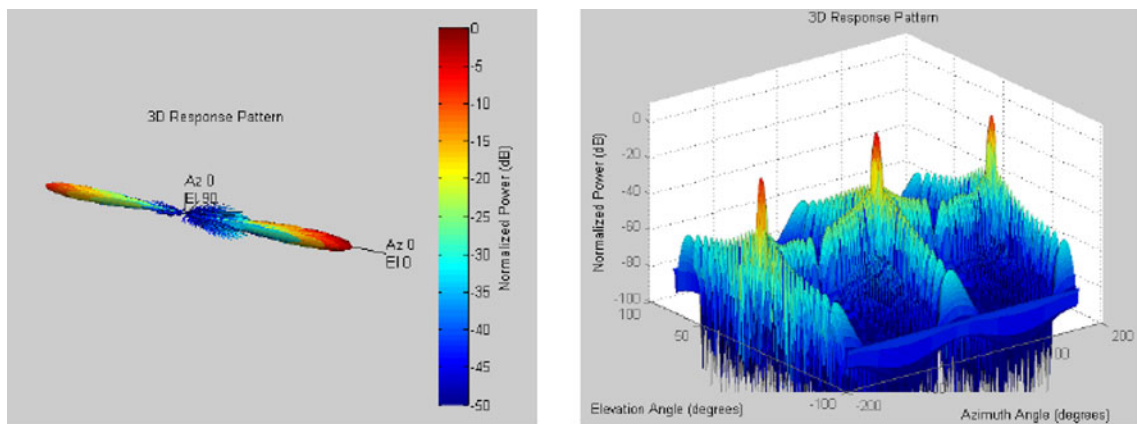 3D Response Pattern
Az 0
El 90
Az 0
El 0
0
-5
-10
-15
-20
-25
-30
-35
-40
-45
-50
Normalized Power (dB)
3D Response Pattern
Normalized Power (dB)
0
-20
-40
-60
-80
-100
100
50
-100
-200
200
Elevation Angle (degrees)
Azimuth Angle (degrees)